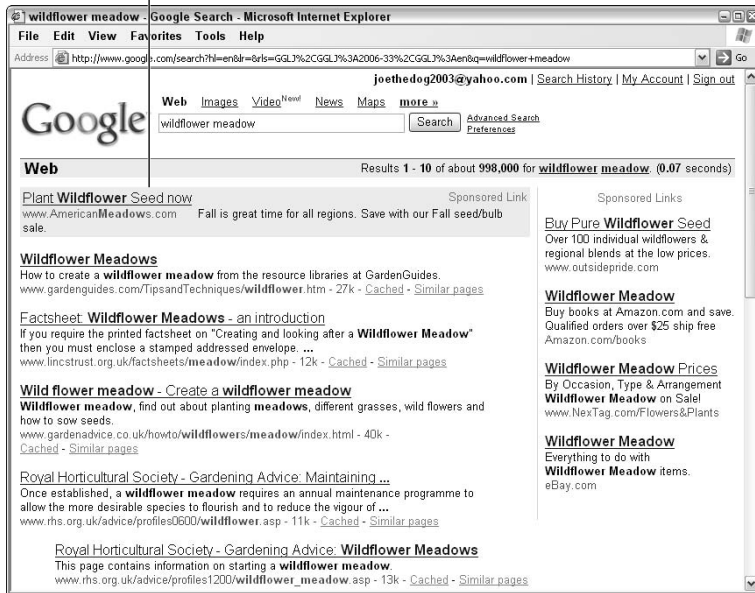 wildflower meadow - Google Search - Microsoft Internet Explorer
File Edit View Favorites Tools Help
Address http://www.google.com/search?hl=en&lr=&rls=GGLJ%2CGGLJ%3A2006-33%2CGGLJ%3Aen&q=wildflower+meadow Go
joethedog2003@yahoo.com | Search History | My Account | Sign out
Google
Web Images Video New! News Maps more »
wildflower meadow Search Advanced Search
Preferences
Web Results 1 - 10 of about 998,000 for wildflower meadow. (0.07 seconds)
Plant Wildflower Seed now Sponsored Link
www.AmericanMeadows.com Fall is great time for all regions. Save with our Fall seed/bulb
sale.
Wildflower Meadows
How to create a wildflower meadow from the resource libraries at GardenGuides.
www.gardenguides.com/TipsandTechniques/wildflower.htm - 27k - Cached - Similar pages
Factsheet: Wildflower Meadows - an introduction
If you require the printed factsheet on "Creating and looking after a Wildflower Meadow"
then you must enclose a stamped addressed envelope. ...
www.lincstrust.org.uk/factsheets/meadow/index.php - 12k - Cached - Similar pages
Wild flower meadow - Create a wildflower meadow
Wildflower meadow, find out about planting meadows, different grasses, wild flowers and
how to sow seeds.
www.gardenadvice.co.uk/howto/wildflowers/meadow/index.html - 40k -
Cached - Similar pages
Royal Horticultural Society - Gardening Advice: Maintaining ...
Once established, a wildflower meadow requires an annual maintenance programme to
allow the more desirable species to flourish and to reduce the vigour of ...
www.rhs.org.uk/advice/profiles0600/wildflower.asp - 11k - Cached - Similar pages
Royal Horticultural Society - Gardening Advice: Wildflower Meadows
This page contains information on starting a wildflower meadow.
www.rhs.org.uk/advice/profiles1200/wildflower_meadow.asp - 13k - Cached - Similar pages
Sponsored Links
Buy Pure Wildflower Seed
Over 100 individual wildflowers &
regional blends at the low prices.
www.outsidepride.com
Wildflower Meadow
Buy books at Amazon.com and save.
Qualified orders over $25 ship free
Amazon.com/books
Wildflower Meadow Prices
By Occasion, Type & Arrangement
Wildflower Meadow on Sale!
www.NexTag.com/Flowers&Plants
Wildflower Meadow
Everything to do with
Wildflower Meadow items.
eBay.com